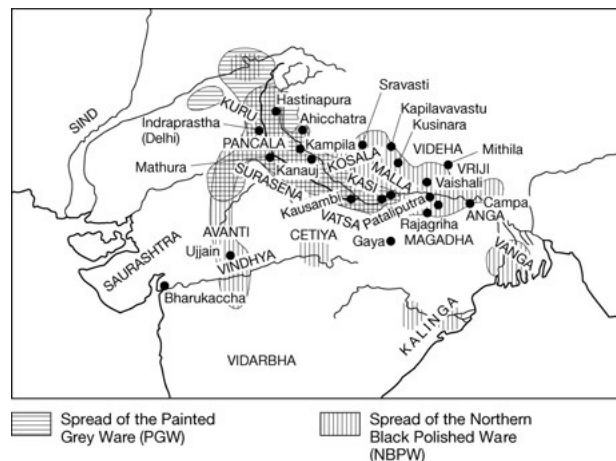 SIND
KURU
Hastinapura
Indraprastha
(Delhi)
Ahicchatra
Sravasti
Kapilavavastu
Kusinara
PANCALA
Kampila
VIDEHA
Mithila
Mathura
Kanauj
KOSALA
MALLA
VRIJI
Vaishali
SURASENA
KASI
Kausambi
VATSA
Pataliputra
Campa
ANGA
AVANTI
CETIYA
Rajagriha
Ujjain
VINDHYA
Gaya
MAGADHA
VANGA
SAURASHTRA
Bharukaccha
KALINGA
VIDARBHA
Spread of the Painted
Grey Ware (PGW)
Spread of the Northern
Black Polished Ware
(NBPW)